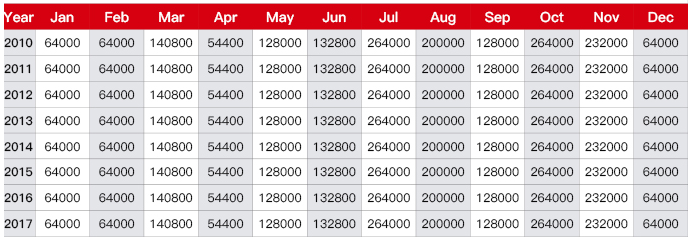 Year Jan Feb Mar Apr May Jun Jul Aug Sep Oct Nov Dec
2010 64000 64000 140800 54400 128000 132800 264000 200000 128000 264000 232000 64000
2011 64000 64000 140800 54400 128000 132800 264000 200000 128000 264000 232000 64000
2012 64000 64000 140800 54400 128000 132800 264000 200000 128000 264000 232000 64000
2013 64000 64000 140800 54400 128000 132800 264000 200000 128000 264000 232000 64000
2014 64000 64000 140800 54400 128000 132800 264000 200000 128000 264000 232000 64000
2015 64000 64000 140800 54400 128000 132800 264000 200000 128000 264000 232000 64000
2016 64000 64000 140800 54400 128000 132800 264000 200000 128000 264000 232000 64000
2017 64000 64000 140800 54400 128000 132800 264000 200000 128000 264000 232000 64000